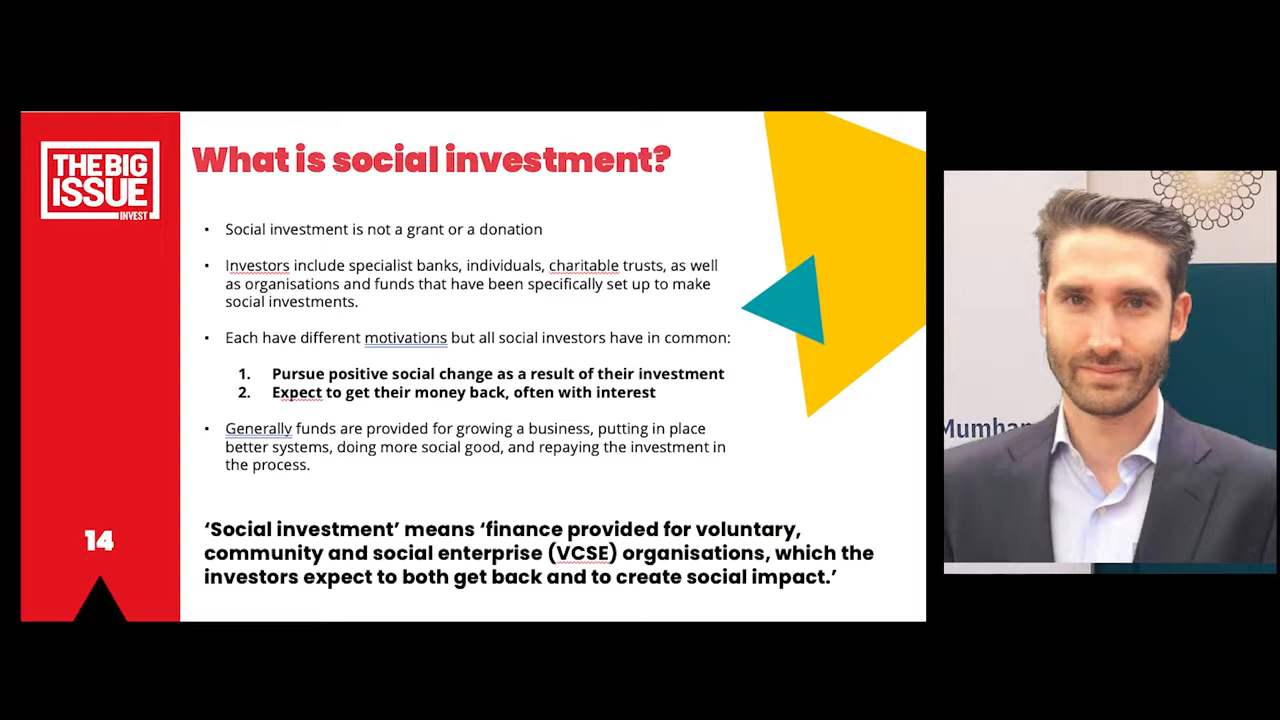 THE BIG
ISSUE
INVEST
What is social investment?
• Social investment is not a grant or a donation
• Investors include specialist banks, individuals, charitable trusts, as well
as organisations and funds that have been specifically set up to make
social investments.
• Each have different motivations but all social investors have in common:
1. Pursue positive social change as a result of their investment
2. Expect to get their money back, often with interest
• Generally funds are provided for growing a business, putting in place
better systems, doing more social good, and repaying the investment in
the process.
‘Social investment’ means ‘finance provided for voluntary,
community and social enterprise (VCSE) organisations, which the
investors expect to both get back and to create social impact.’
14